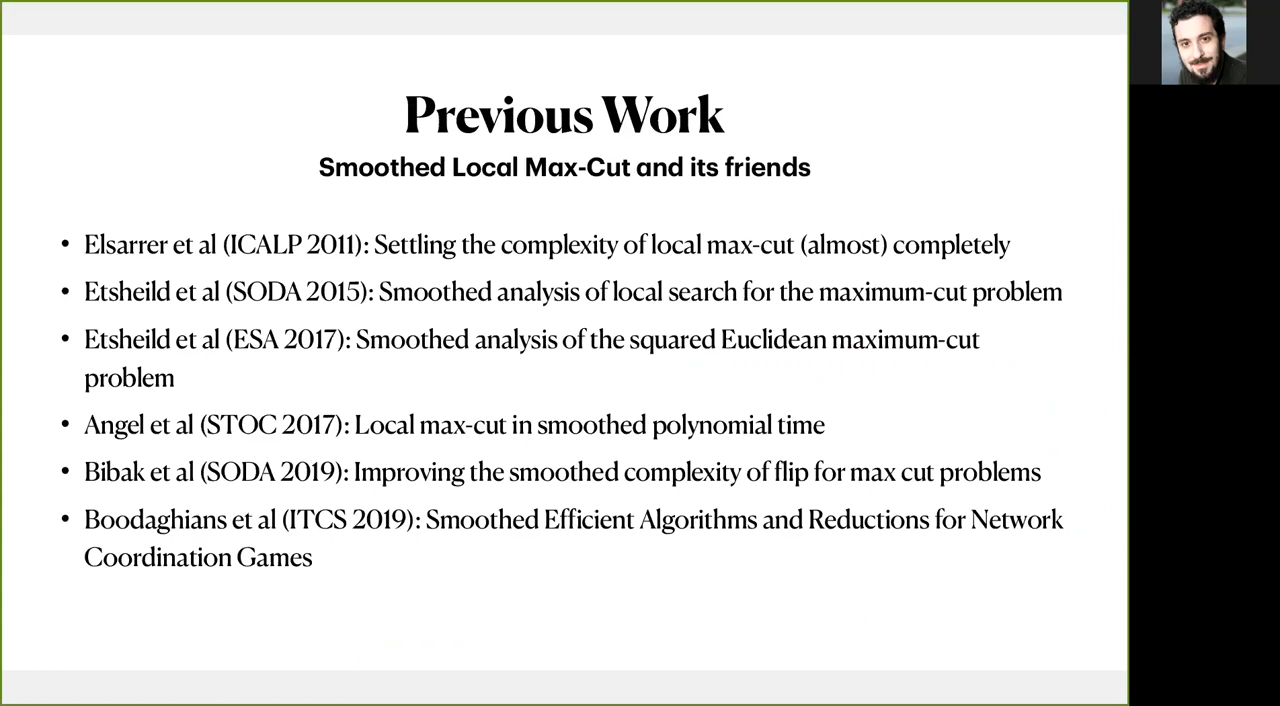 Previous Work
Smoothed Local Max-Cut and its friends
• Elsarrer et al (ICALP 2011): Settling the complexity of local max-cut (almost) completely
• Etsheild et al (SODA 2015): Smoothed analysis of local search for the maximum-cut problem
• Etsheild et al (ESA 2017): Smoothed analysis of the squared Euclidean maximum-cut
problem
• Angel et al (STOC 2017): Local max-cut in smoothed polynomial time
• Bibak et al (SODA 2019): Improving the smoothed complexity of flip for max cut problems
• Boodaghians et al (ITCS 2019): Smoothed Efficient Algorithms and Reductions for Network
Coordination Games